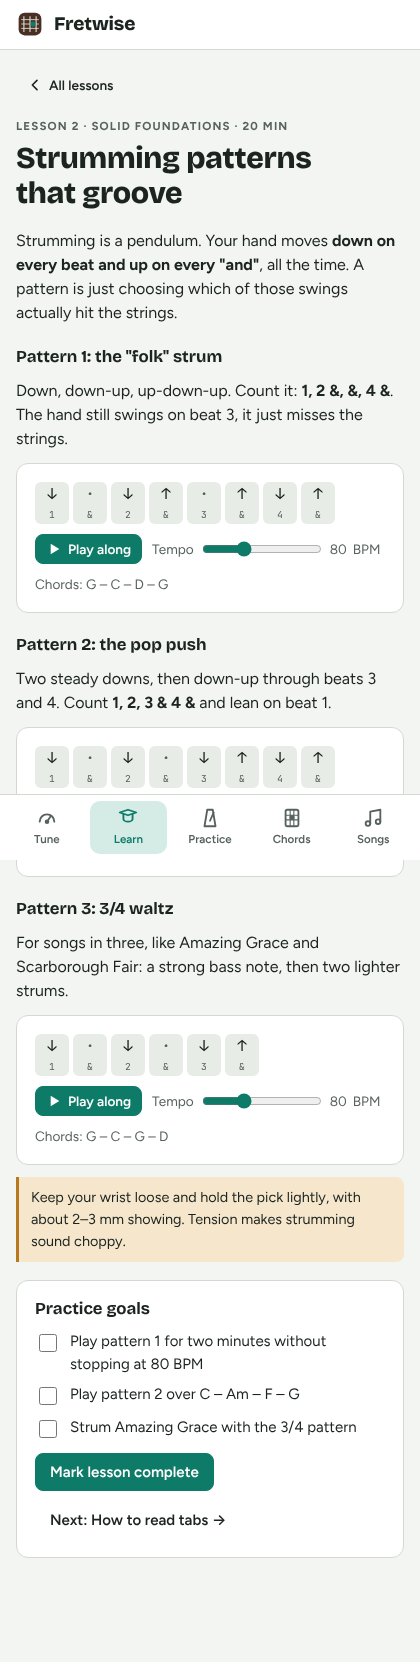 Fretwise
All lessons
LESSON 2 · SOLID FOUNDATIONS · 20 MIN
Strumming patterns
that groove
Strumming is a pendulum. Your hand moves down on
every beat and up on every "and", all the time. A
pattern is just choosing which of those swings
actually hit the strings.
Pattern 1: the "folk" strum
Down, down-up, up-down-up. Count it: 1, 2 &, &, 4 &.
The hand still swings on beat 3, it just misses the
strings.
↓ · ↓ ↑ · ↑ ↓ ↑
1 & 2 & 3 & 4 &
Play along Tempo 80 BPM
Chords: G – C – D – G
Pattern 2: the pop push
Two steady downs, then down-up through beats 3
and 4. Count 1, 2, 3 & 4 & and lean on beat 1.
↓ · ↓ · ↓ ↑ ↓ ↑
1 & 2 & 3 & 4 &
Tune Learn Practice Chords Songs
Pattern 3: 3/4 waltz
For songs in three, like Amazing Grace and
Scarborough Fair: a strong bass note, then two lighter
strums.
↓ · ↓ · ↓ ↑
1 & 2 & 3 &
Play along Tempo 80 BPM
Chords: G – C – G – D
Keep your wrist loose and hold the pick lightly, with
about 2–3 mm showing. Tension makes strumming
sound choppy.
Practice goals
Play pattern 1 for two minutes without
stopping at 80 BPM
Play pattern 2 over C – Am – F – G
Strum Amazing Grace with the 3/4 pattern
Mark lesson complete
Next: How to read tabs →